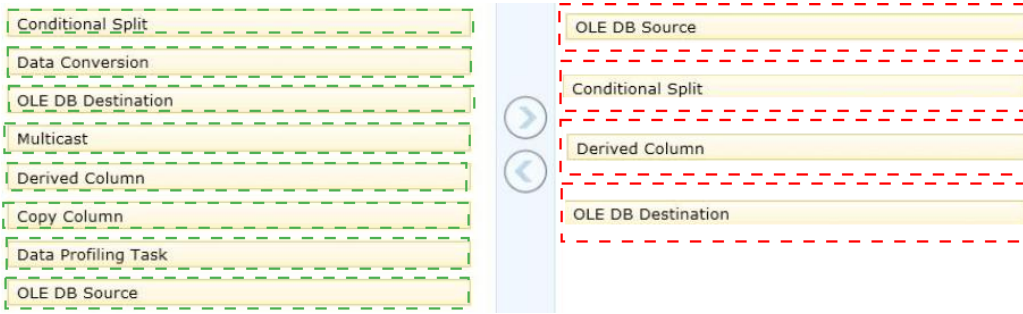 Conditional Split
Data Conversion
OLE DB Destination
Multicast
Derived Column
Copy Column
Data Profiling Task
OLE DB Source
OLE DB Source
Conditional Split
Derived Column
OLE DB Destination